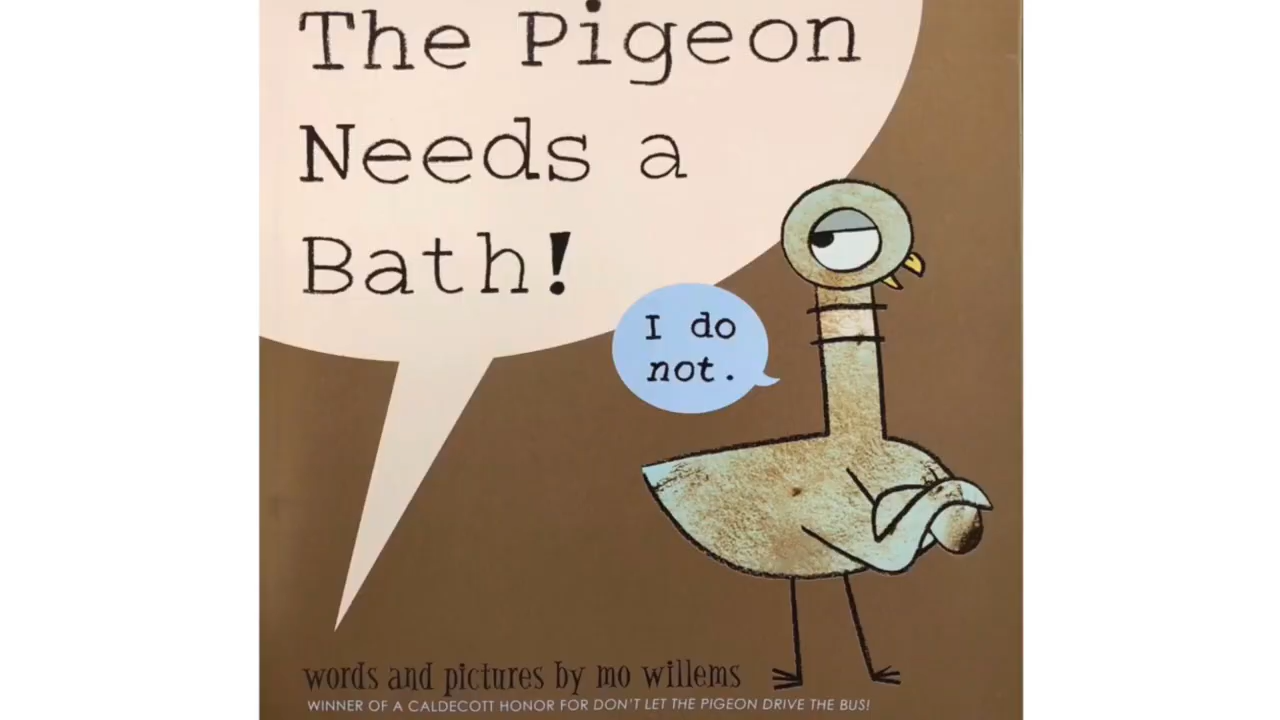 The Pigeon
Needs a
Bath!
I do
not.
words and pictures by mo willems
WINNER OF A CALDECOTT HONOR FOR DON'T LET THE PIGEON DRIVE THE BUS!